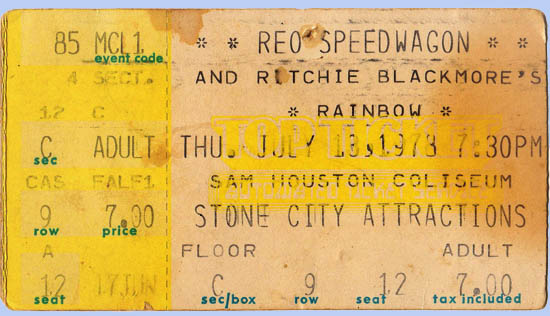 85 MCL1
event code
4 SECT.
12 C
C ADULT
sec
CAS FALF1
9 7.00
row price
A
12 17JUN
seat
* * REO SPEEDWAGON * *
AND RITCHIE BLACKMORE'S
* RAINBOW *
THU. JULY 13,1978 7:30PM
SAM HOUSTON COLISEUM
STONE CITY ATTRACTIONS
FLOOR ADULT
C 9 12 7.00
sec/box row seat tax included
TOP TICKET